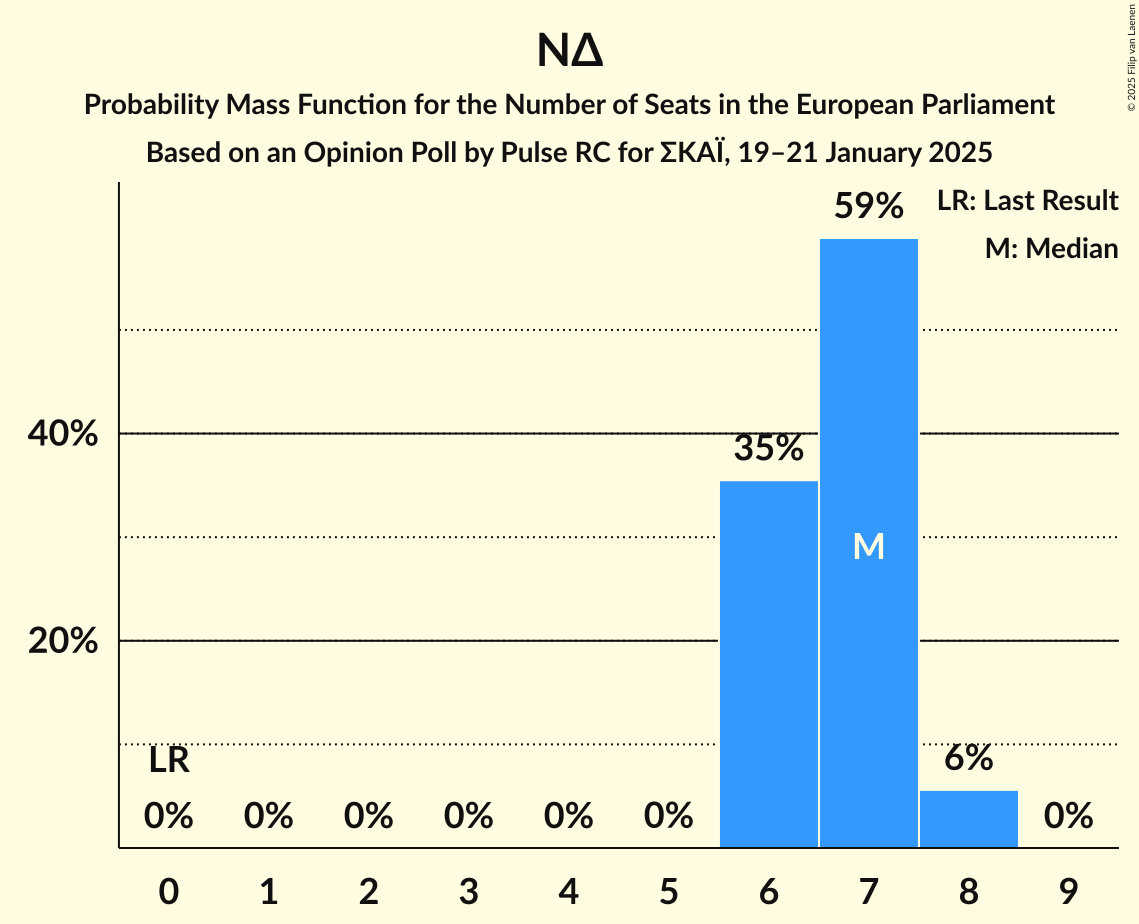 ΝΔ
Probability Mass Function for the Number of Seats in the European Parliament
Based on an Opinion Poll by Pulse RC for ΣΚΑΪ, 19–21 January 2025
© 2025 Filip van Laenen
LR: Last Result
M: Median
59%
40%
35%
M
20%
LR
6%
0% 0% 0% 0% 0% 0% 0%
0 1 2 3 4 5 6 7 8 9